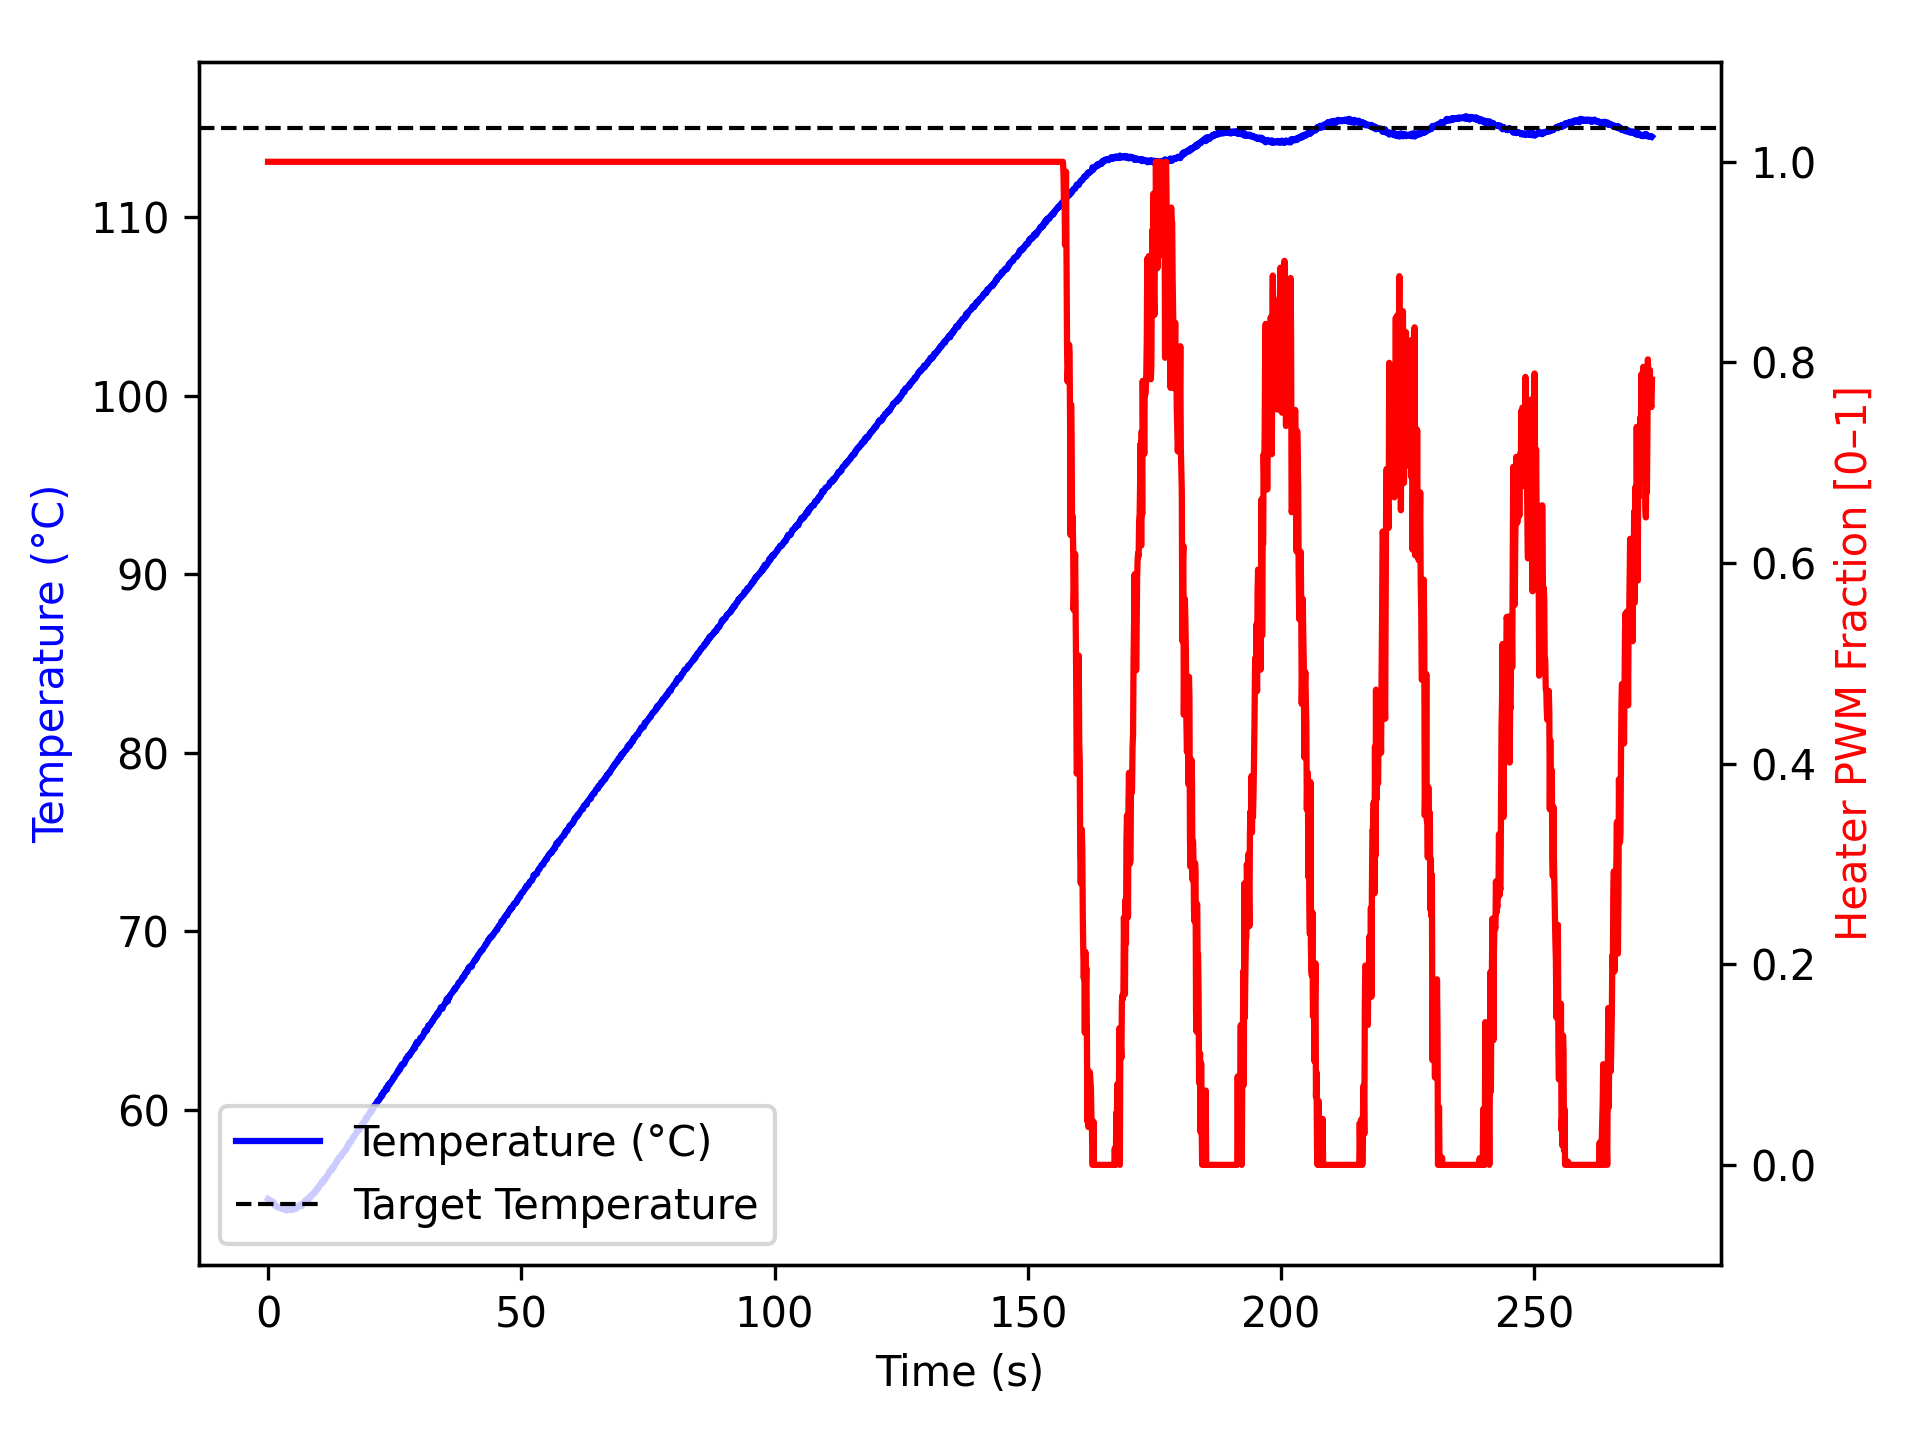 110
100
90
80
70
60
Temperature (°C)
1.0
0.8
0.6
0.4
0.2
0.0
Heater PWM Fraction [0–1]
Temperature (°C)
Target Temperature
0 50 100 150 200 250
Time (s)